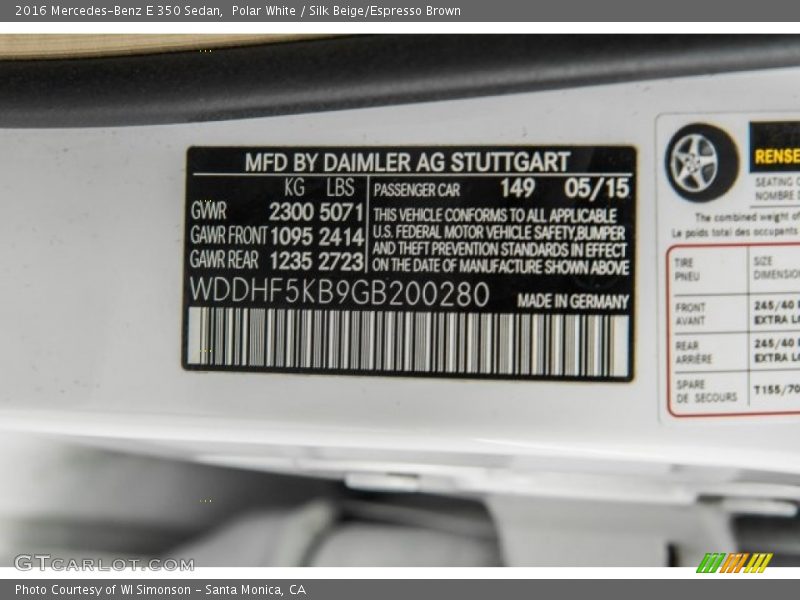 2016 Mercedes-Benz E 350 Sedan, Polar White / Silk Beige/Espresso Brown
MFD BY DAIMLER AG STUTTGART
KG LBS
GWR 2300 5071
GAWR FRONT 1095 2414
GAWR REAR 1235 2723
PASSENGER CAR 149 05/15
THIS VEHICLE CONFORMS TO ALL APPLICABLE
U.S. FEDERAL MOTOR VEHICLE SAFETY,BUMPER
AND THEFT PREVENTION STANDARDS IN EFFECT
ON THE DATE OF MANUFACTURE SHOWN ABOVE
WDDHF5KB9GB200280
MADE IN GERMANY
RENSE
SEATING
NOMBRE
The combined weight of
Le poids total des occupants
TIRE SIZE
PNEU DIMENSIO
FRONT 245/40
AVANT EXTRA LO
REAR 245/40
ARRIÈRE EXTRA LO
SPARE T155/70
DE SECOURS
GTCARLOT.COM
Photo Courtesy of WI Simonson - Santa Monica, CA